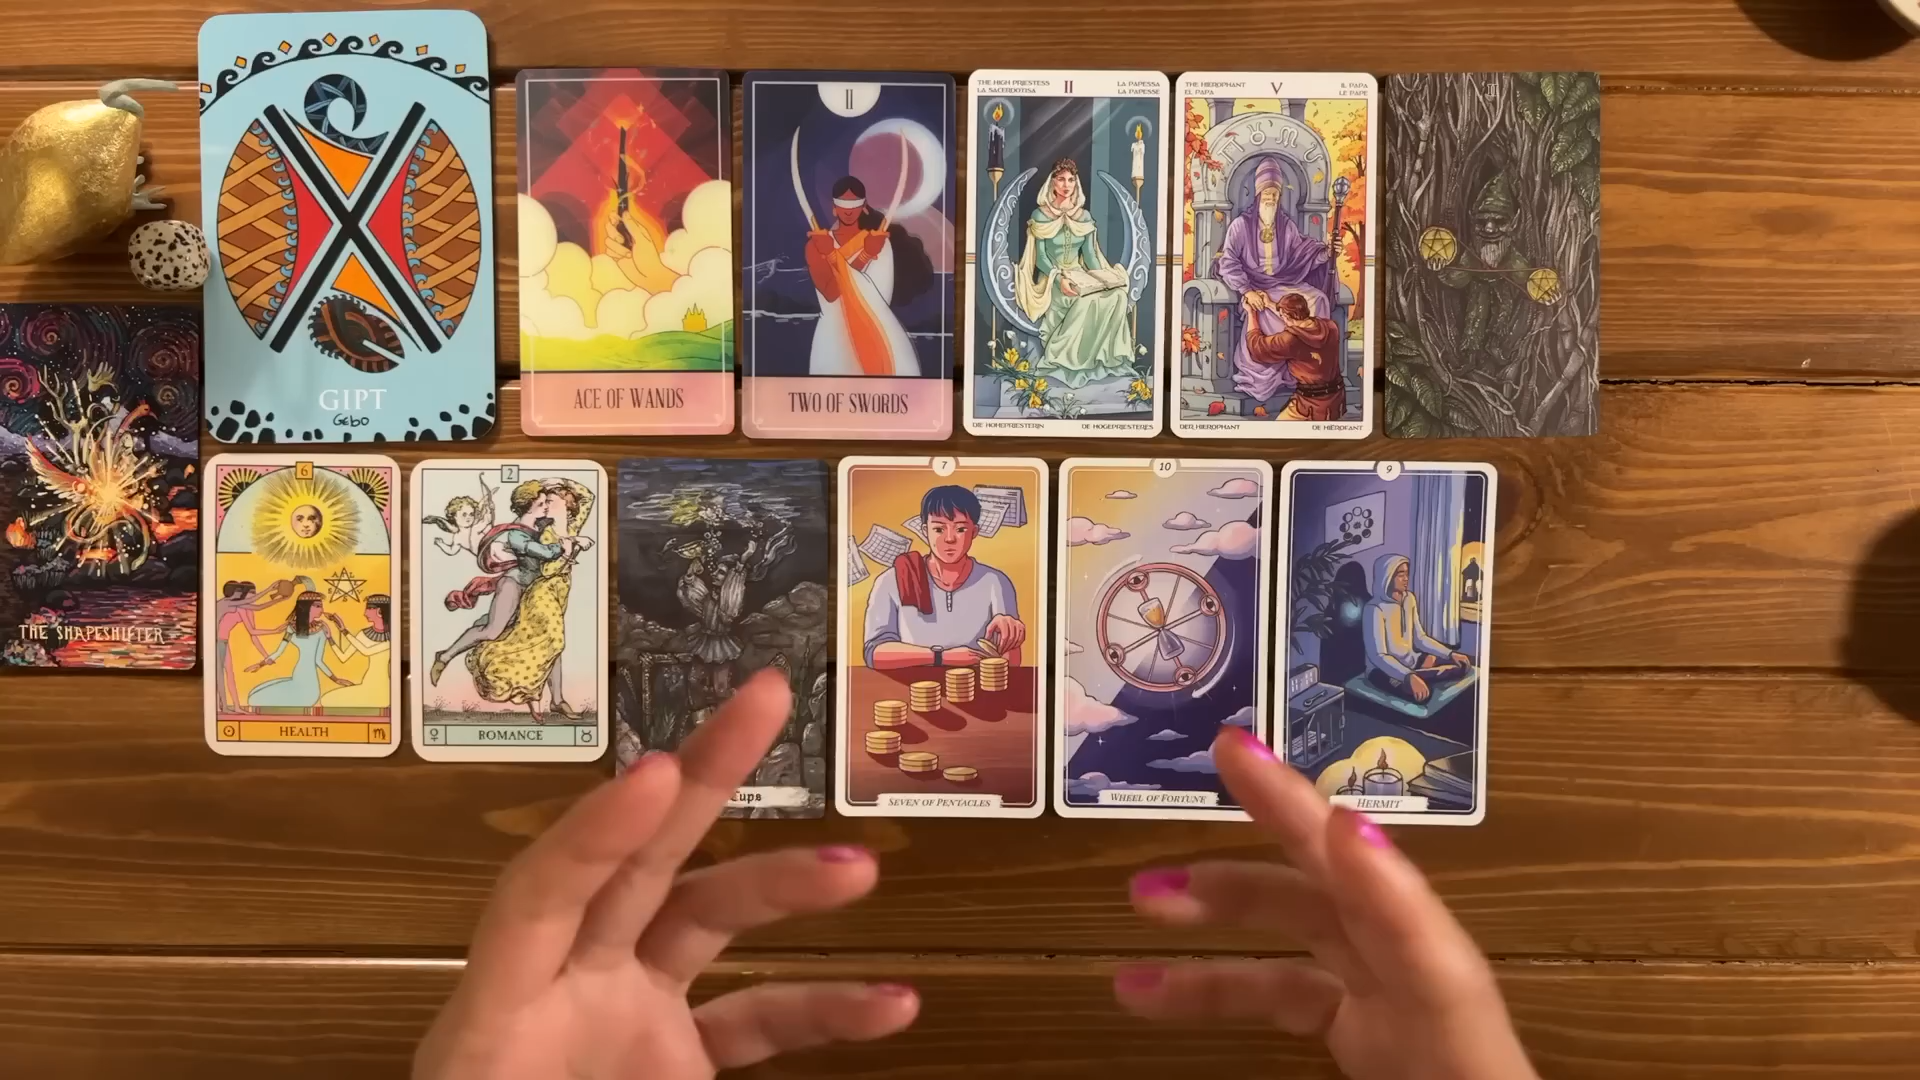 GIPT
Gebo
ACE OF WANDS
II
TWO OF SWORDS
THE HIGH PRIESTESS
LA SACERDOTISA
II
LA PAPESSA
LA PAPESSE
DIE HOHEPRIESTERIN
DE HOGEPRIESTERES
THE HIEROPHANT
EL PAPA
V
IL PAPA
LE PAPE
DER HIEROPHANT
DE HIËROFANT
II
THE SHAPESHIFTER
6
HEALTH
2
ROMANCE
Cups
7
SEVEN OF PENTACLES
10
WHEEL OF FORTUNE
9
HERMIT